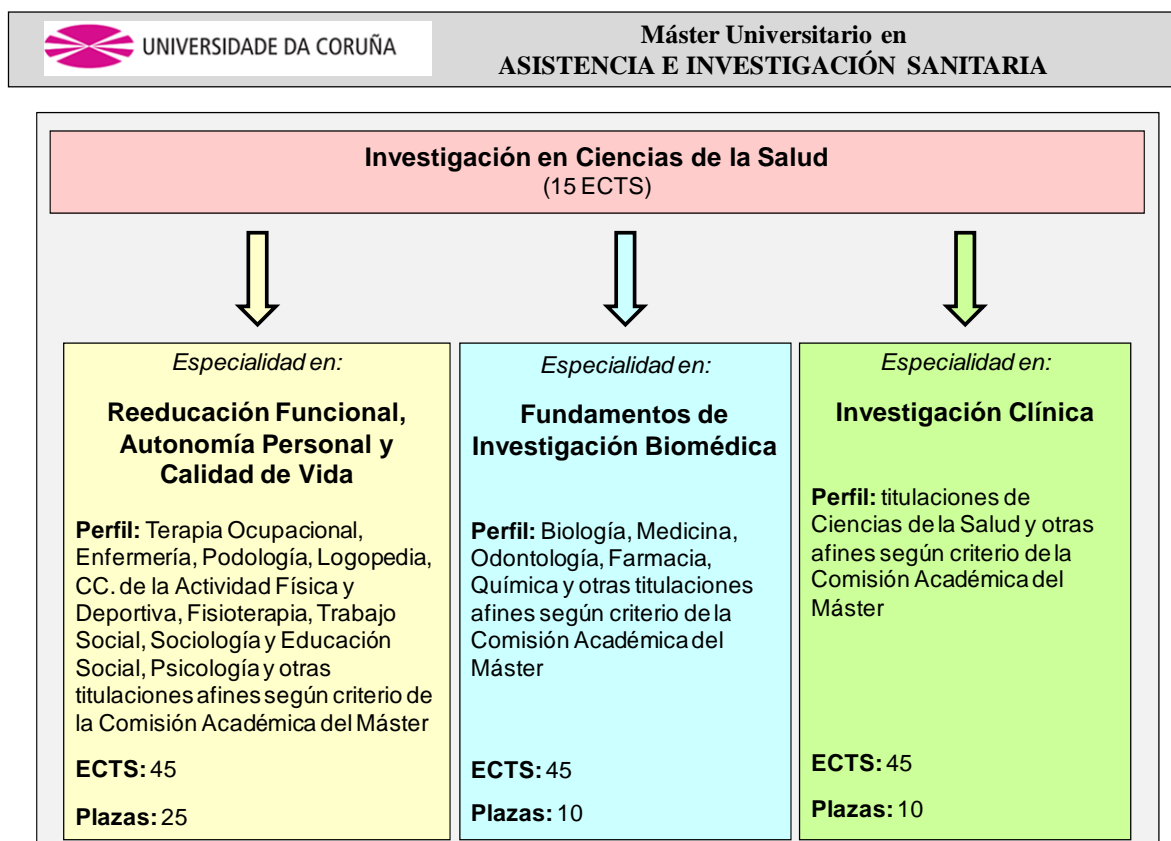 UNIVERSIDADE DA CORUÑA
Máster Universitario en
ASISTENCIA E INVESTIGACIÓN SANITARIA
Investigación en Ciencias de la Salud
(15 ECTS)
Especialidad en:
Reeducación Funcional,
Autonomía Personal y
Calidad de Vida
Perfil: Terapia Ocupacional,
Enfermería, Podología, Logopedia,
CC. de la Actividad Física y
Deportiva, Fisioterapia, Trabajo
Social, Sociología y Educación
Social, Psicología y otras
titulaciones afines según criterio de
la Comisión Académica del Máster
ECTS: 45
Plazas: 25
Especialidad en:
Fundamentos de
Investigación Biomédica
Perfil: Biología, Medicina,
Odontología, Farmacia,
Química y otras titulaciones
afines según criterio de la
Comisión Académica del
Máster
ECTS: 45
Plazas: 10
Especialidad en:
Investigación Clínica
Perfil: titulaciones de
Ciencias de la Salud y otras
afines según criterio de la
Comisión Académica del
Máster
ECTS: 45
Plazas: 10